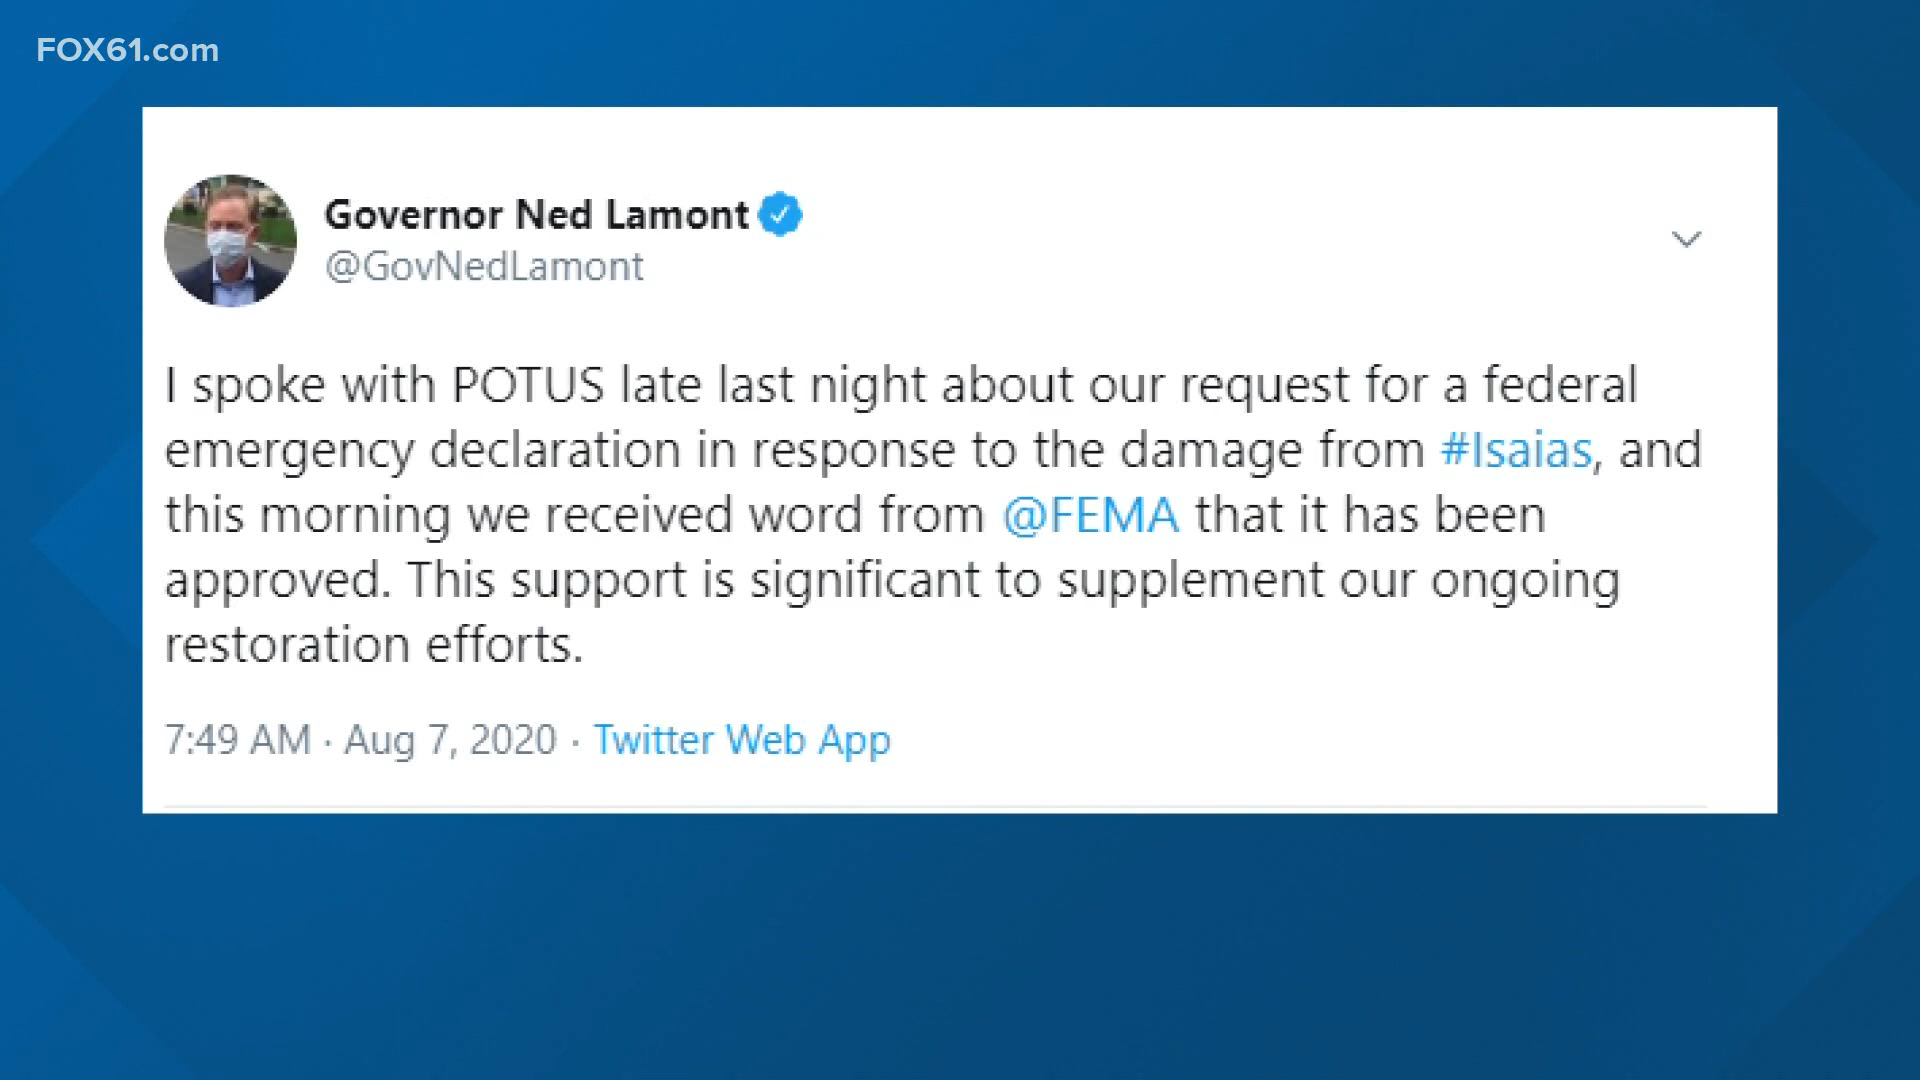 FOX61.com
Governor Ned Lamont
@GovNedLamont
I spoke with POTUS late last night about our request for a federal
emergency declaration in response to the damage from #Isaias, and
this morning we received word from @FEMA that it has been
approved. This support is significant to supplement our ongoing
restoration efforts.
7:49 AM · Aug 7, 2020 · Twitter Web App